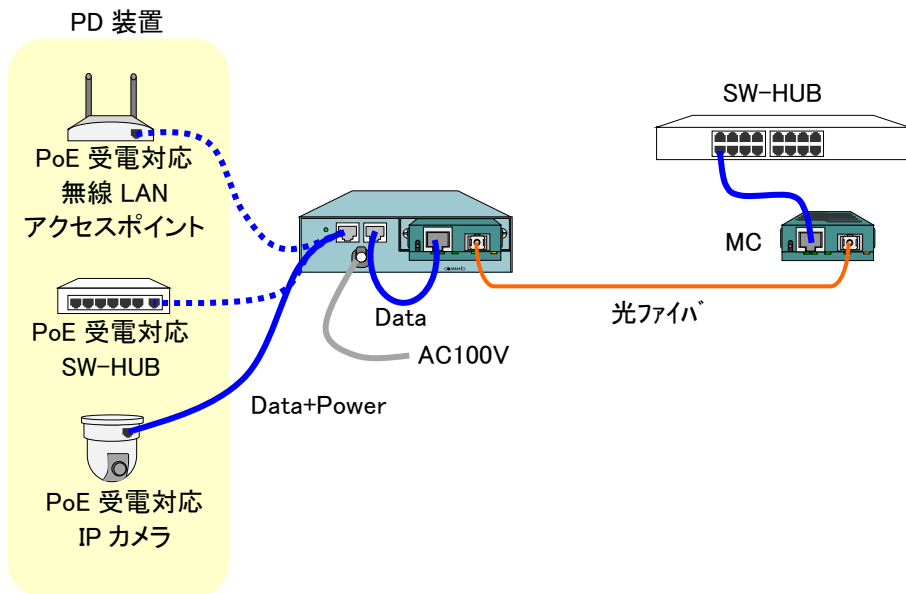 PD 装置
PoE 受電対応
無線 LAN
アクセスポイント
PoE 受電対応
SW-HUB
PoE 受電対応
IP カメラ
Data+Power
Data
AC100V
光ファイバ
SW-HUB
MC